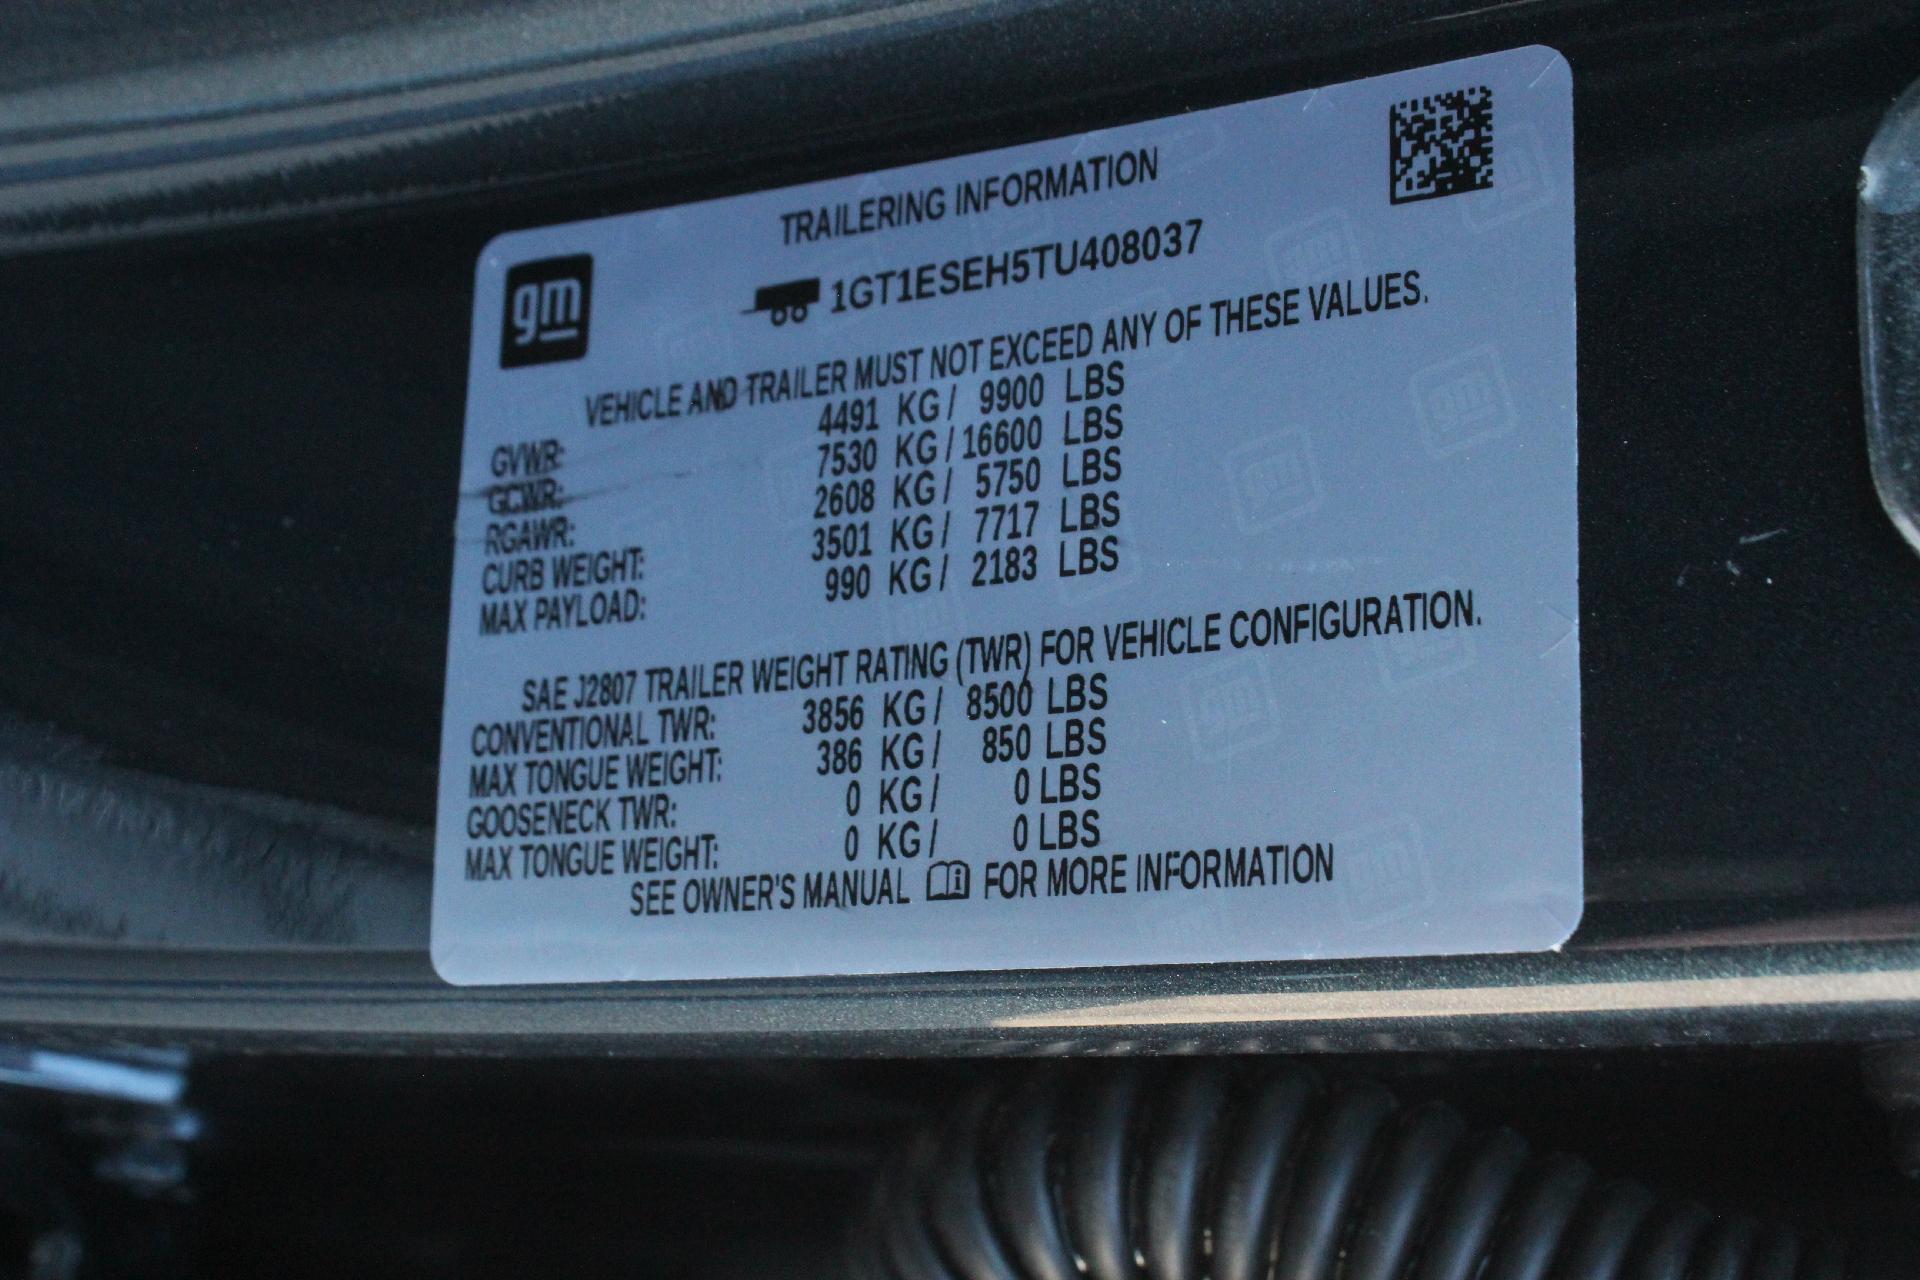 TRAILERING INFORMATION
gm
1GT1ESEH5TU408037
VEHICLE AND TRAILER MUST NOT EXCEED ANY OF THESE VALUES.
GVWR: 4491 KG/ 9900 LBS
GCWR: 7530 KG/16600 LBS
RGAWR: 2608 KG/ 5750 LBS
CURB WEIGHT: 3501 KG/ 7717 LBS
MAX PAYLOAD: 990 KG/ 2183 LBS
SAE J2807 TRAILER WEIGHT RATING (TWR) FOR VEHICLE CONFIGURATION.
CONVENTIONAL TWR: 3856 KG/ 8500 LBS
MAX TONGUE WEIGHT: 386 KG/ 850 LBS
GOOSENECK TWR: 0 KG/ 0 LBS
MAX TONGUE WEIGHT: 0 KG/ 0 LBS
SEE OWNER'S MANUAL FOR MORE INFORMATION